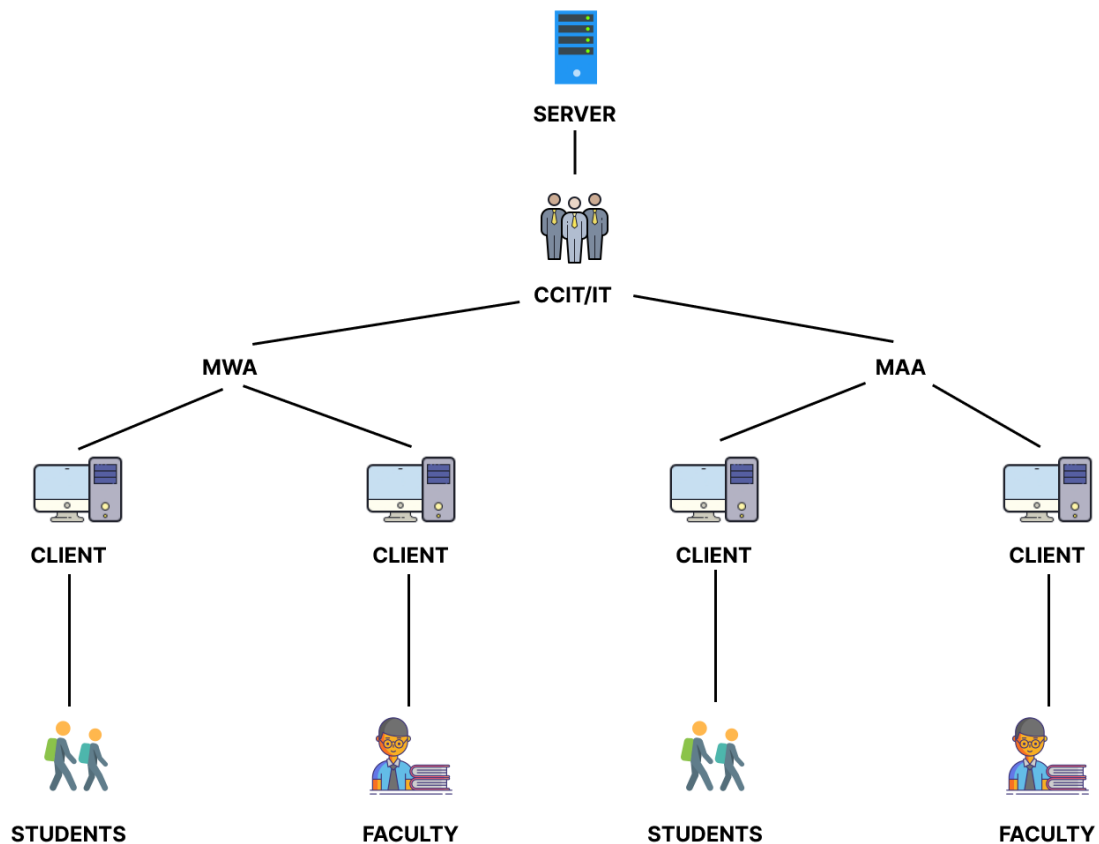 SERVER
CCIT/IT
MWA
MAA
CLIENT
CLIENT
CLIENT
CLIENT
STUDENTS
FACULTY
STUDENTS
FACULTY